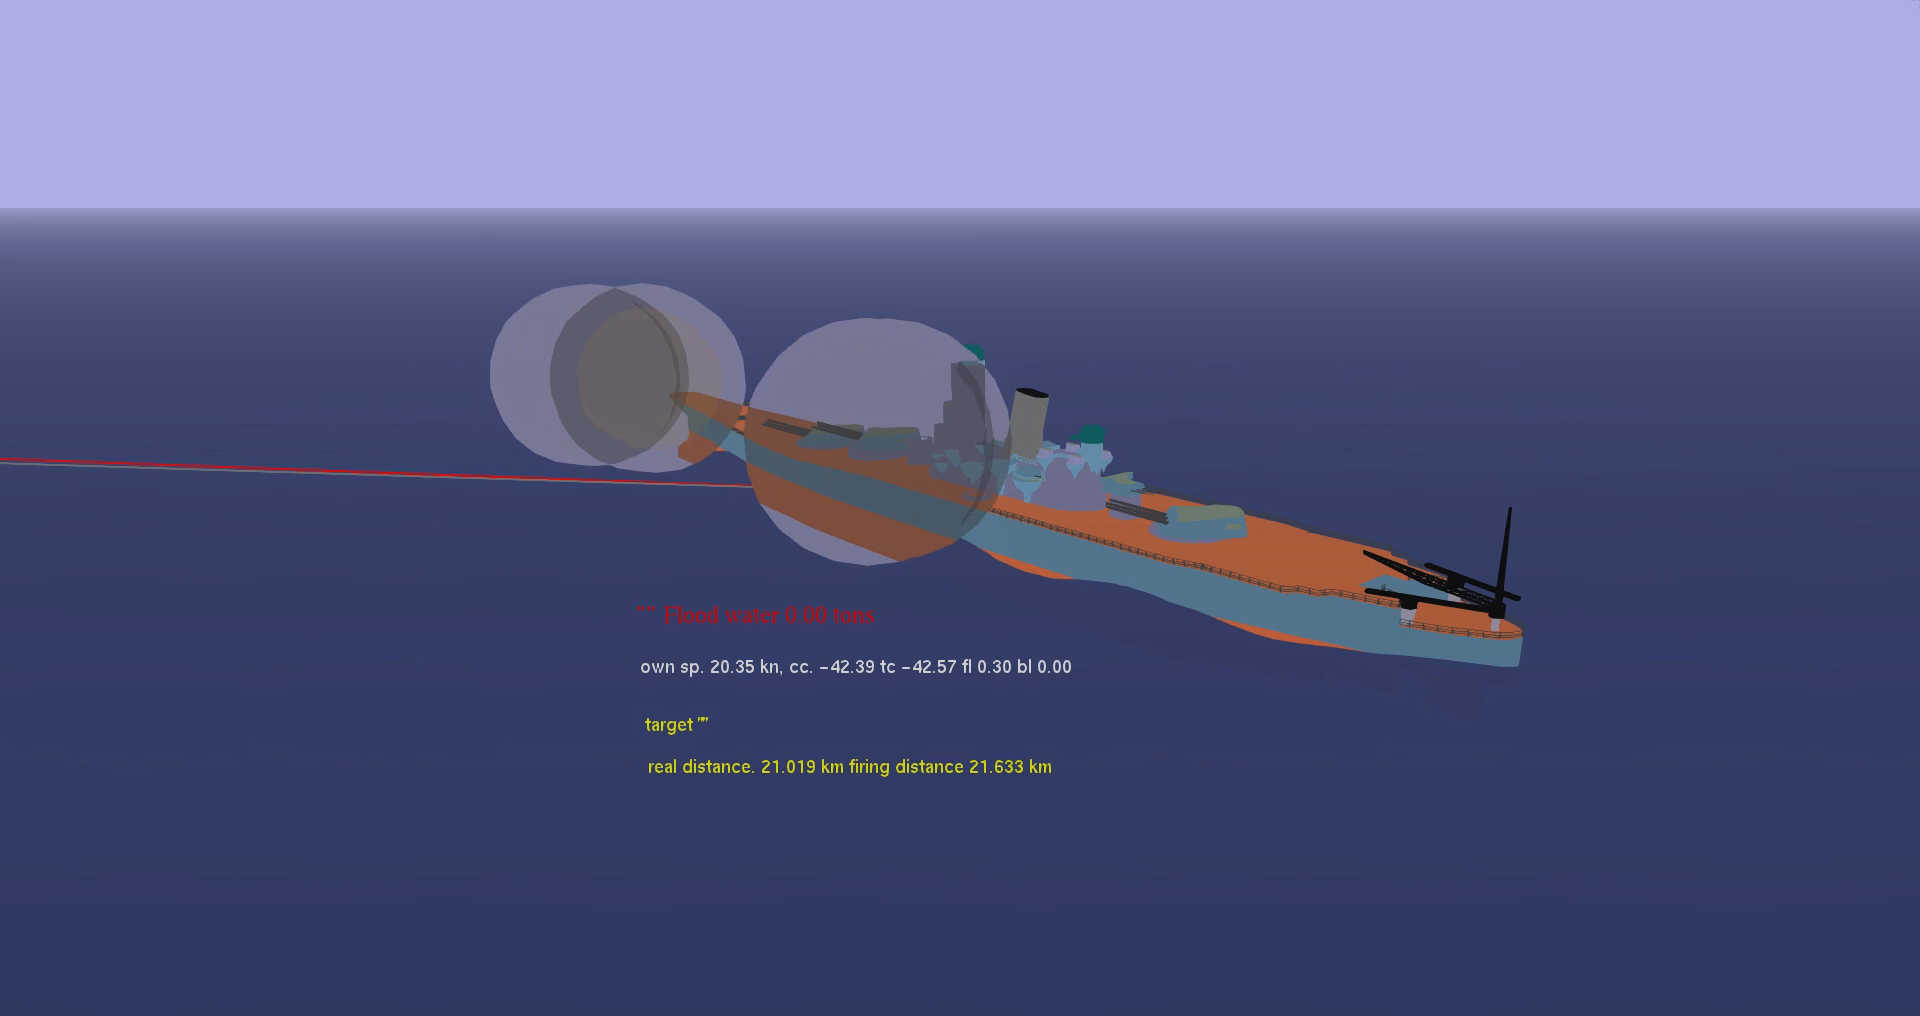 "" Flood water 0.00 tons
own sp. 20.35 kn, cc. −42.39 tc −42.57 fl 0.30 bl 0.00
target ""
real distance. 21.019 km firing distance 21.633 km